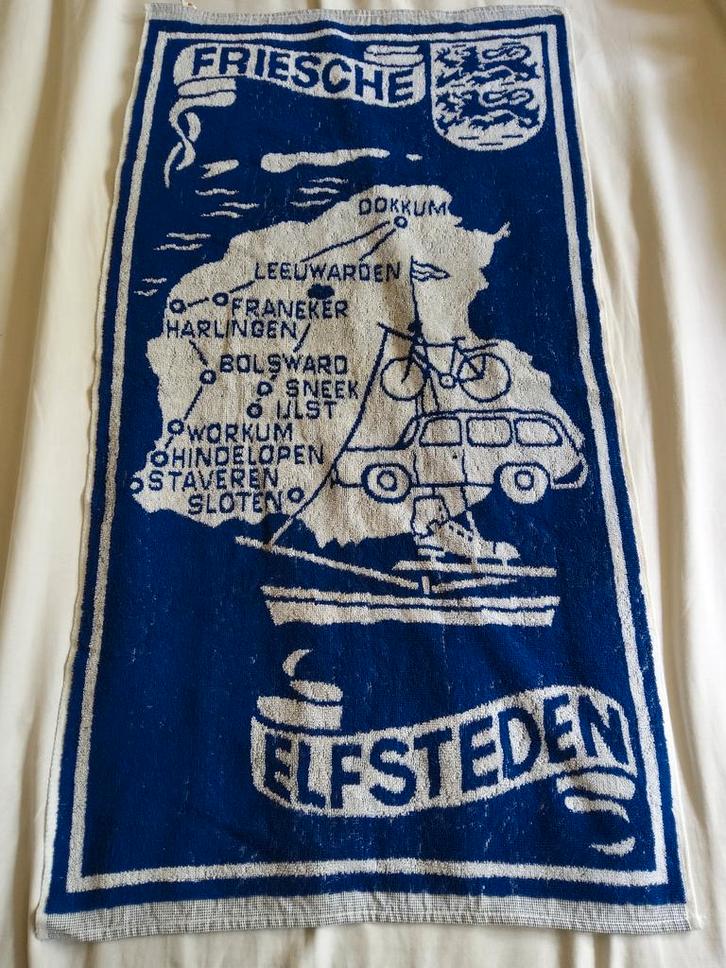 FRIESCHE
DOKKUM
LEEUWARDEN
FRANEKER
HARLINGEN
BOLSWARD
SNEEK
IJLST
WORKUM
HINDELOPEN
STAVEREN
SLOTEN
ELFSTEDEN